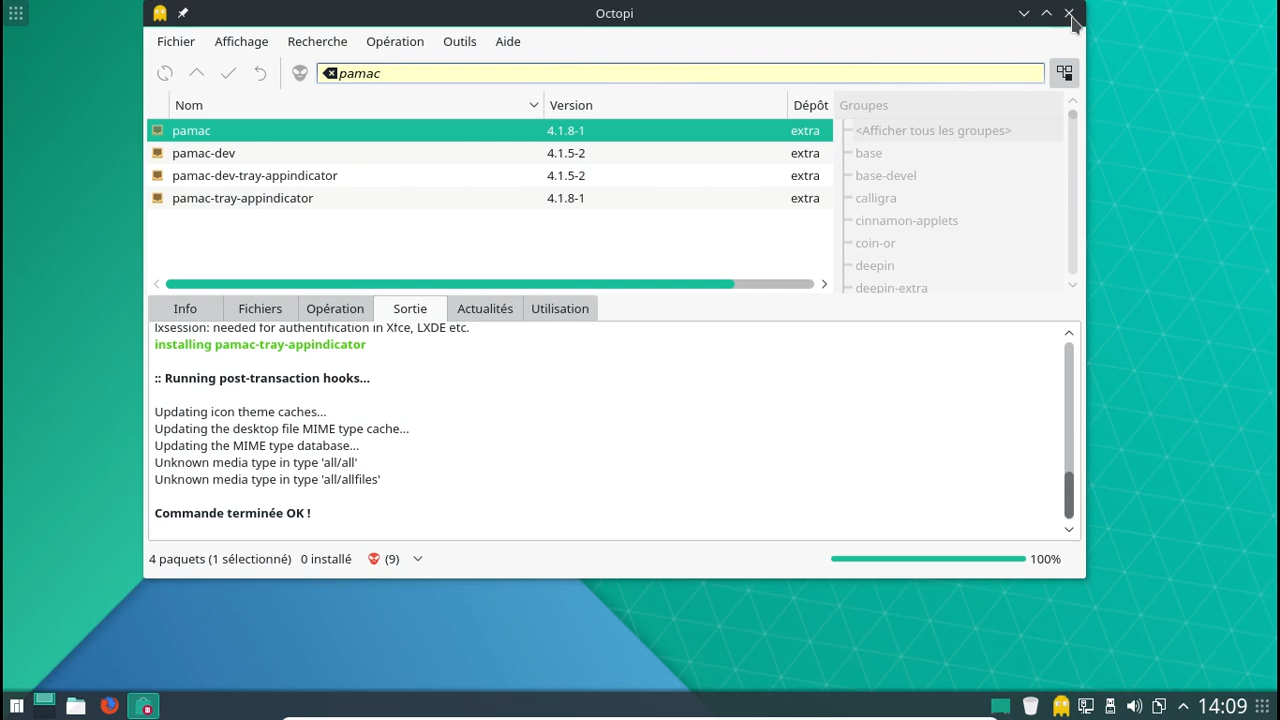 Octopi
Fichier Affichage Recherche Opération Outils Aide
pamac
Nom Version Dépôt Groupes
pamac 4.1.8-1 extra <Afficher tous les groupes>
pamac-dev 4.1.5-2 extra base
pamac-dev-tray-appindicator 4.1.5-2 extra base-devel
pamac-tray-appindicator 4.1.8-1 extra calligra
cinnamon-applets
coin-or
deepin
deepin-extra
Info Fichiers Opération Sortie Actualités Utilisation
lxsession: needed for authentification in Xfce, LXDE etc.
installing pamac-tray-appindicator
:: Running post-transaction hooks...
Updating icon theme caches...
Updating the desktop file MIME type cache...
Updating the MIME type database...
Unknown media type in type 'all/all'
Unknown media type in type 'all/allfiles'
Commande terminée OK !
4 paquets (1 sélectionné) 0 installé (9) 100%
14:09